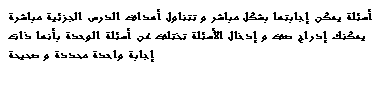 أسئلة يمكن إجابتها بشكل مباشر و تتناول أهداف الدرس الجزئية مباشرة
يمكنك إدراج صف و إدخال الأسئلة تختلف عن أسئلة الوحدة بأنها ذات
إجابة واحدة محددة و صحيحة